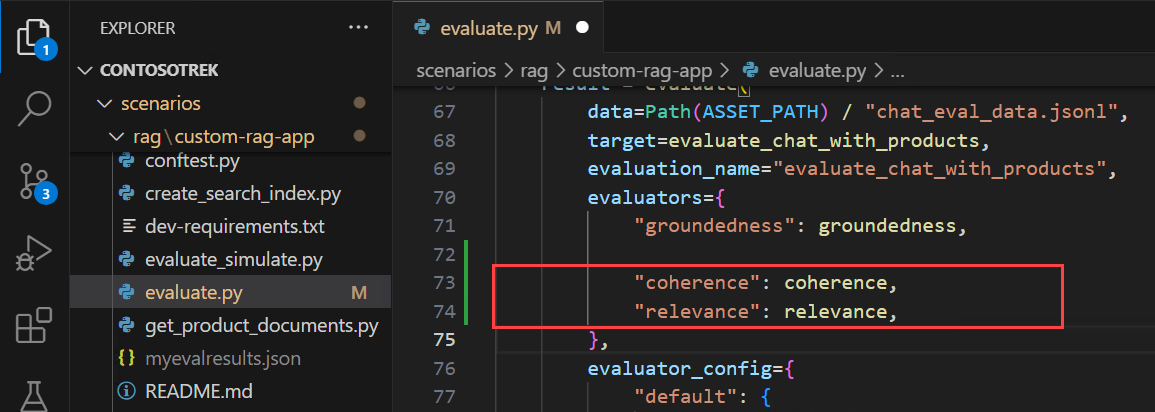 EXPLORER
...
CONTOSOTREK
scenarios
rag\custom-rag-app
conftest.py
create_search_index.py
dev-requirements.txt
evaluate_simulate.py
evaluate.py M
get_product_documents.py
{} myevalresults.json
README.md
1
3
evaluate.py M
scenarios > rag > custom-rag-app > evaluate.py > ...
66 result = evaluate(
67 data=Path(ASSET_PATH) / "chat_eval_data.jsonl",
68 target=evaluate_chat_with_products,
69 evaluation_name="evaluate_chat_with_products",
70 evaluators={
71 "groundedness": groundedness,
72
73 "coherence": coherence,
74 "relevance": relevance,
75 },
76 evaluator_config={
77 "default": {